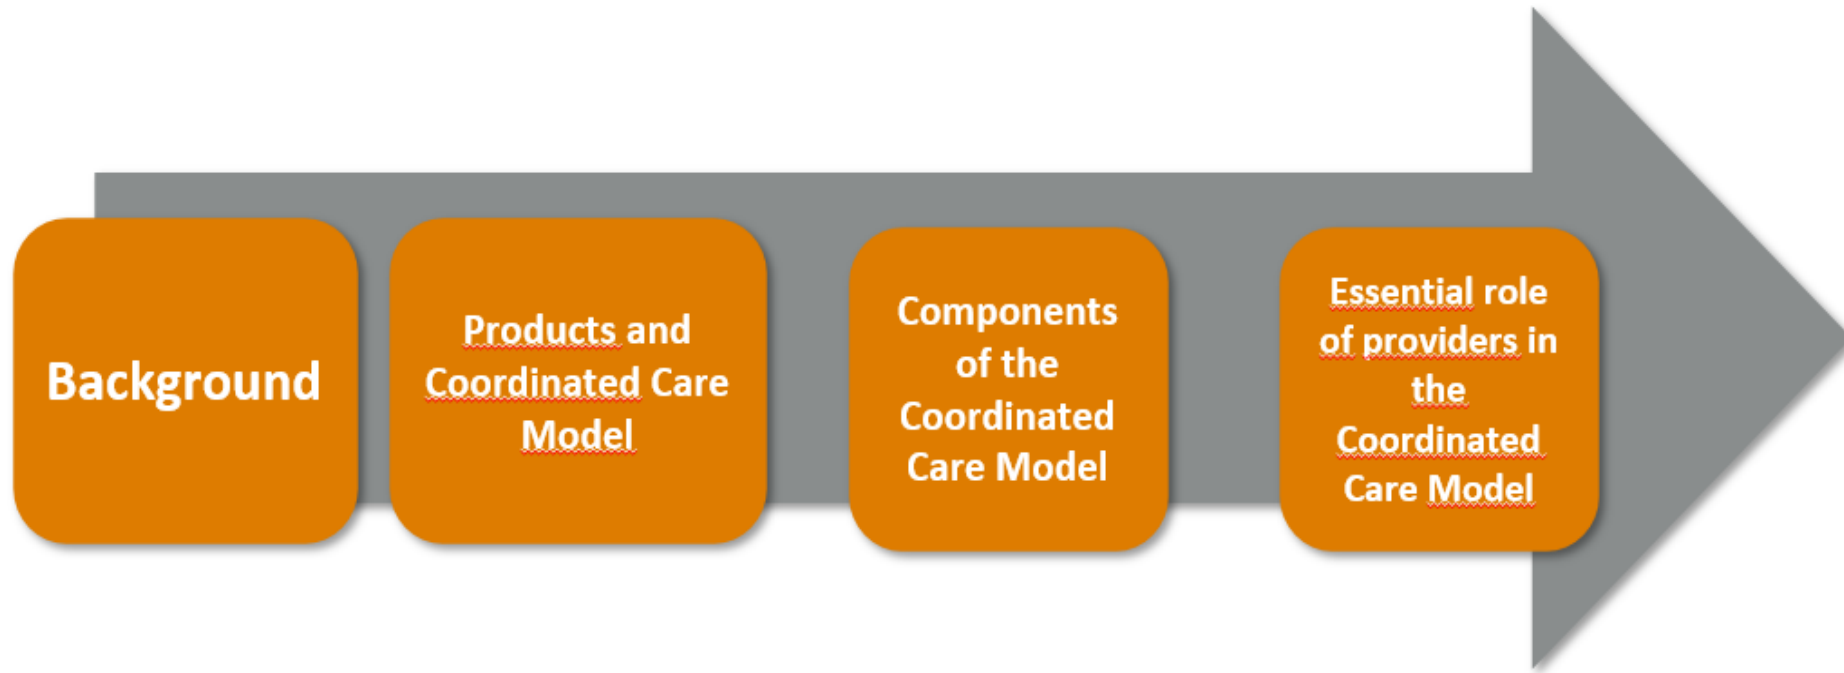 Background
Products and
Coordinated Care
Model
Components
of the
Coordinated
Care Model
Essential role
of providers in
the
Coordinated
Care Model